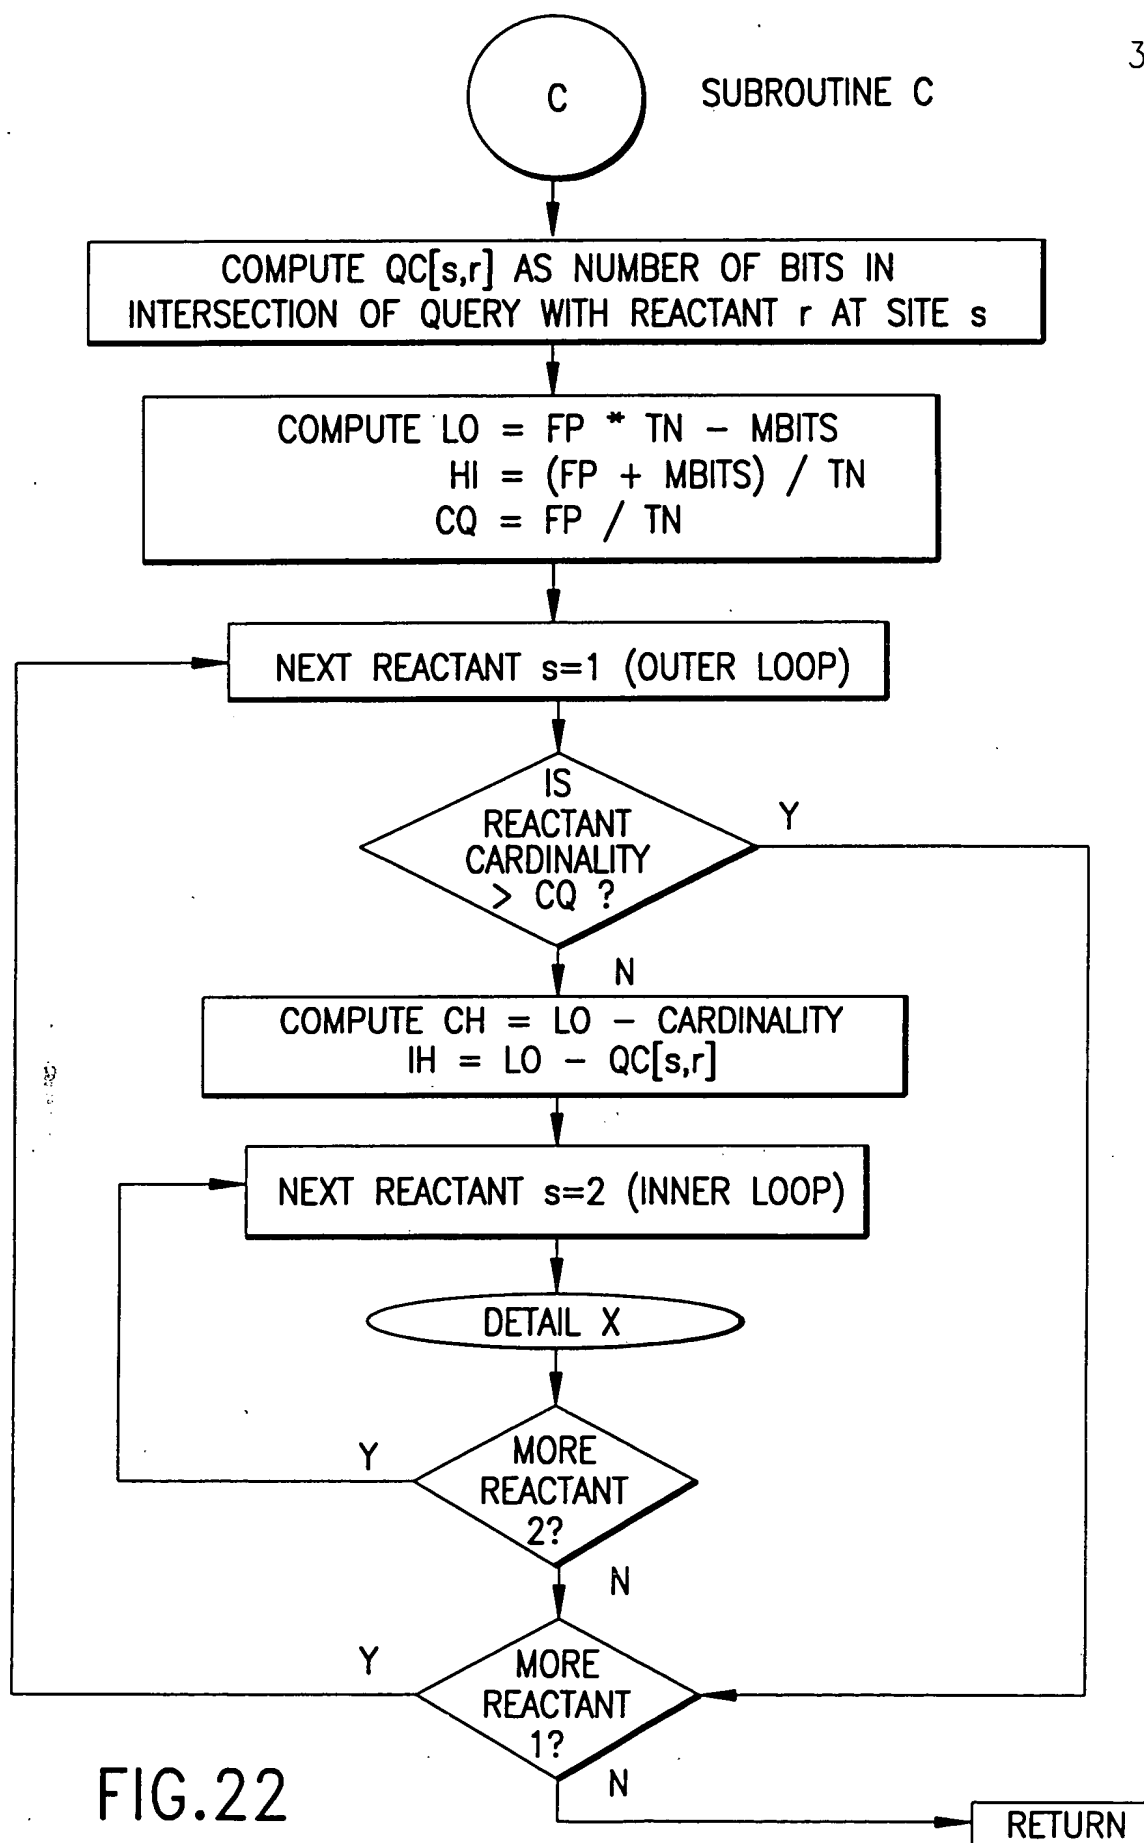 3
C
SUBROUTINE C
COMPUTE QC[s,r] AS NUMBER OF BITS IN
INTERSECTION OF QUERY WITH REACTANT r AT SITE s
COMPUTE LO = FP * TN - MBITS
HI = (FP + MBITS) / TN
CQ = FP / TN
NEXT REACTANT s=1 (OUTER LOOP)
IS
REACTANT
CARDINALITY
> CQ ?
Y
N
COMPUTE CH = LO - CARDINALITY
IH = LO - QC[s,r]
NEXT REACTANT s=2 (INNER LOOP)
DETAIL X
MORE
REACTANT
2?
Y
N
MORE
REACTANT
1?
Y
N
RETURN
FIG.22